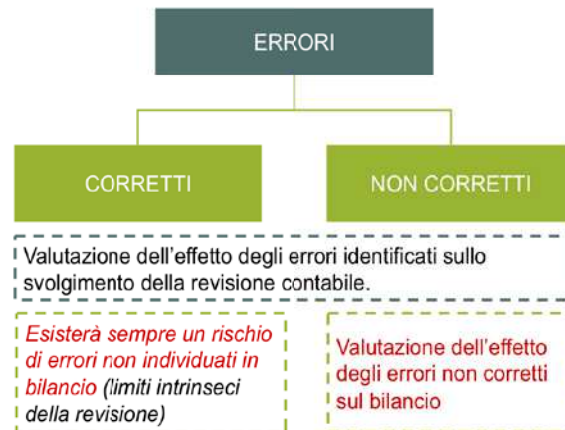 ERRORI
CORRETTI
NON CORRETTI
Valutazione dell'effetto degli errori identificati sullo
svolgimento della revisione contabile.
Esisterà sempre un rischio
di errori non individuati in
bilancio (limiti intrinseci
della revisione)
Valutazione dell'effetto
degli errori non corretti
sul bilancio